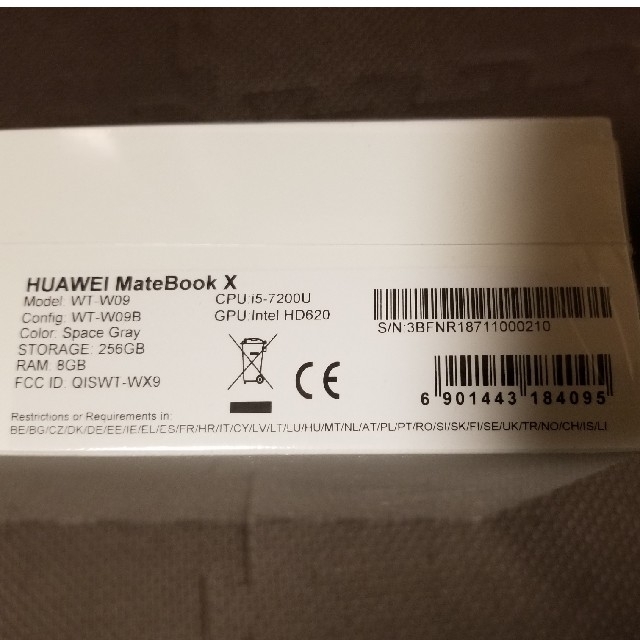 HUAWEI MateBook X
Model: WT-W09
CPU:i5-7200U
Config: WT-W09B
GPU:Intel HD620
Color: Space Gray
STORAGE: 256GB
RAM: 8GB
FCC ID: QISWT-WX9
S/N:3BFNR18711000210
CE
6 901443 184095
Restrictions or Requirements in:
BE/BG/CZ/DK/DE/EE/IE/EL/ES/FR/HR/IT/CY/LV/LT/LU/HU/MT/NL/AT/PL/PT/RO/SI/SK/FI/SE/UK/TR/NO/CH/IS/LI